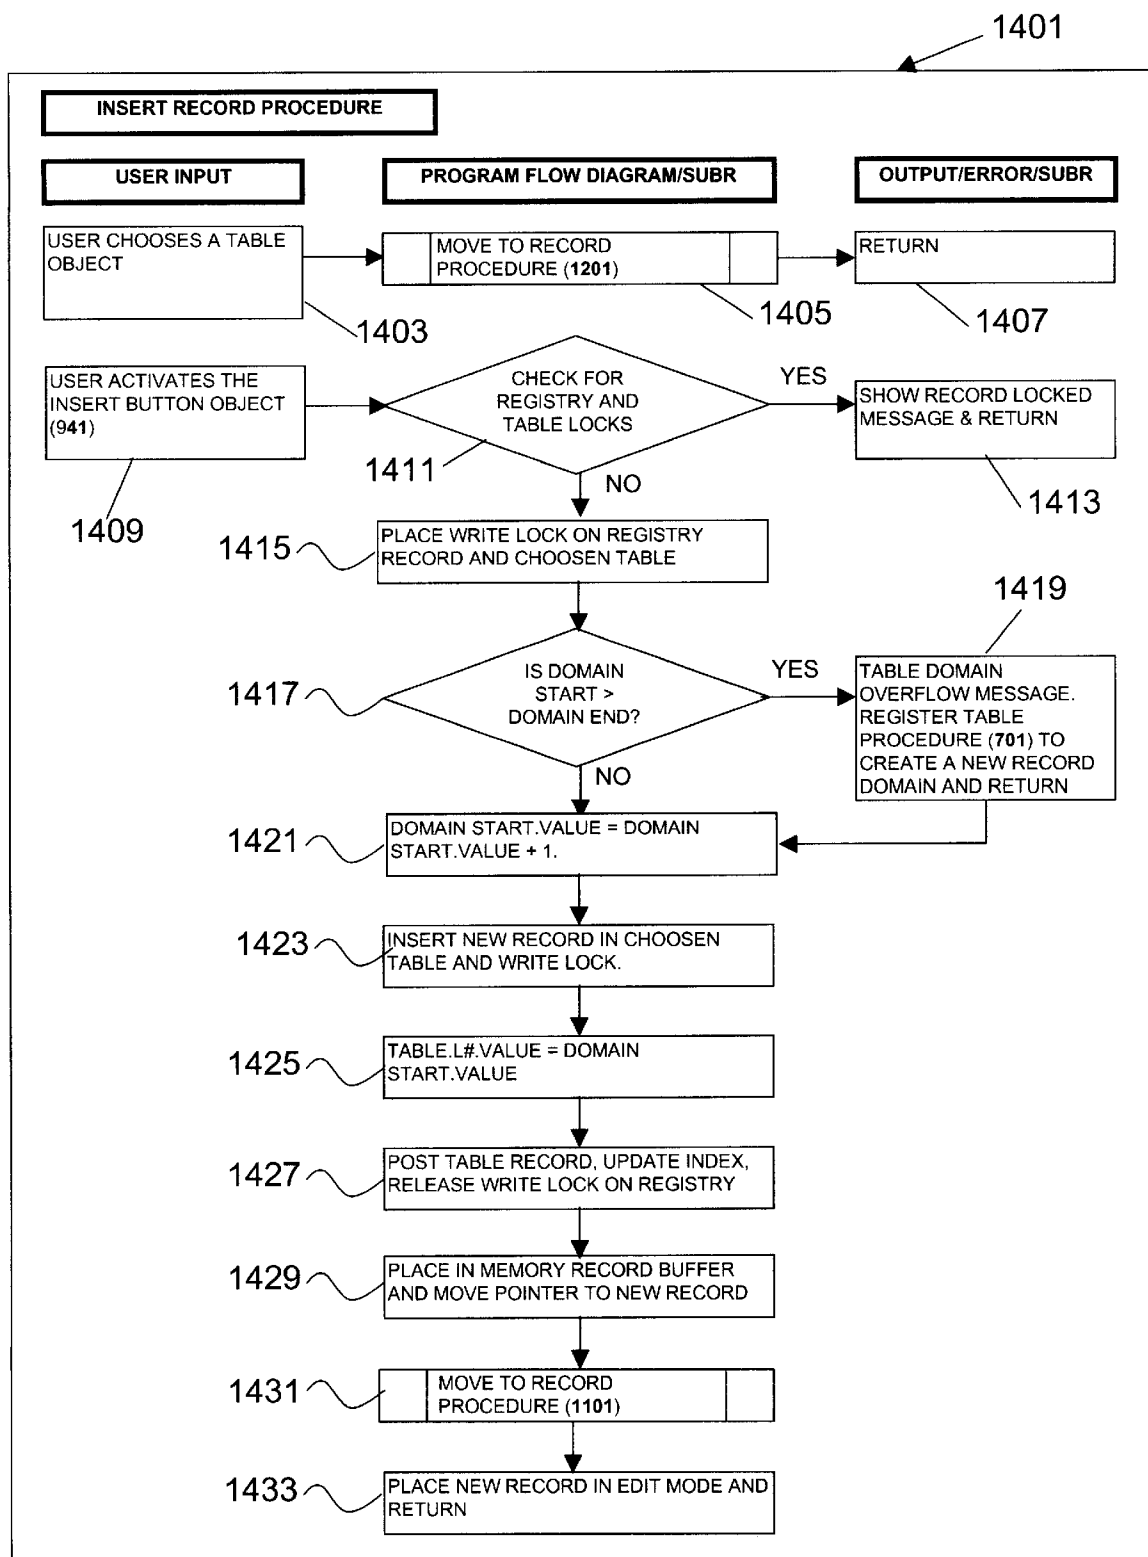 1401
INSERT RECORD PROCEDURE
USER INPUT
PROGRAM FLOW DIAGRAM/SUBR
OUTPUT/ERROR/SUBR
USER CHOOSES A TABLE
OBJECT
1403
MOVE TO RECORD
PROCEDURE (1201)
1405
RETURN
1407
USER ACTIVATES THE
INSERT BUTTON OBJECT
(941)
1409
CHECK FOR
REGISTRY AND
TABLE LOCKS
1411
YES
NO
SHOW RECORD LOCKED
MESSAGE & RETURN
1413
1415
PLACE WRITE LOCK ON REGISTRY
RECORD AND CHOOSEN TABLE
1417
IS DOMAIN
START >
DOMAIN END?
YES
NO
1419
TABLE DOMAIN
OVERFLOW MESSAGE.
REGISTER TABLE
PROCEDURE (701) TO
CREATE A NEW RECORD
DOMAIN AND RETURN
1421
DOMAIN START.VALUE = DOMAIN
START.VALUE + 1.
1423
INSERT NEW RECORD IN CHOOSEN
TABLE AND WRITE LOCK.
1425
TABLE.L#.VALUE = DOMAIN
START.VALUE
1427
POST TABLE RECORD, UPDATE INDEX,
RELEASE WRITE LOCK ON REGISTRY
1429
PLACE IN MEMORY RECORD BUFFER
AND MOVE POINTER TO NEW RECORD
1431
MOVE TO RECORD
PROCEDURE (1101)
1433
PLACE NEW RECORD IN EDIT MODE AND
RETURN